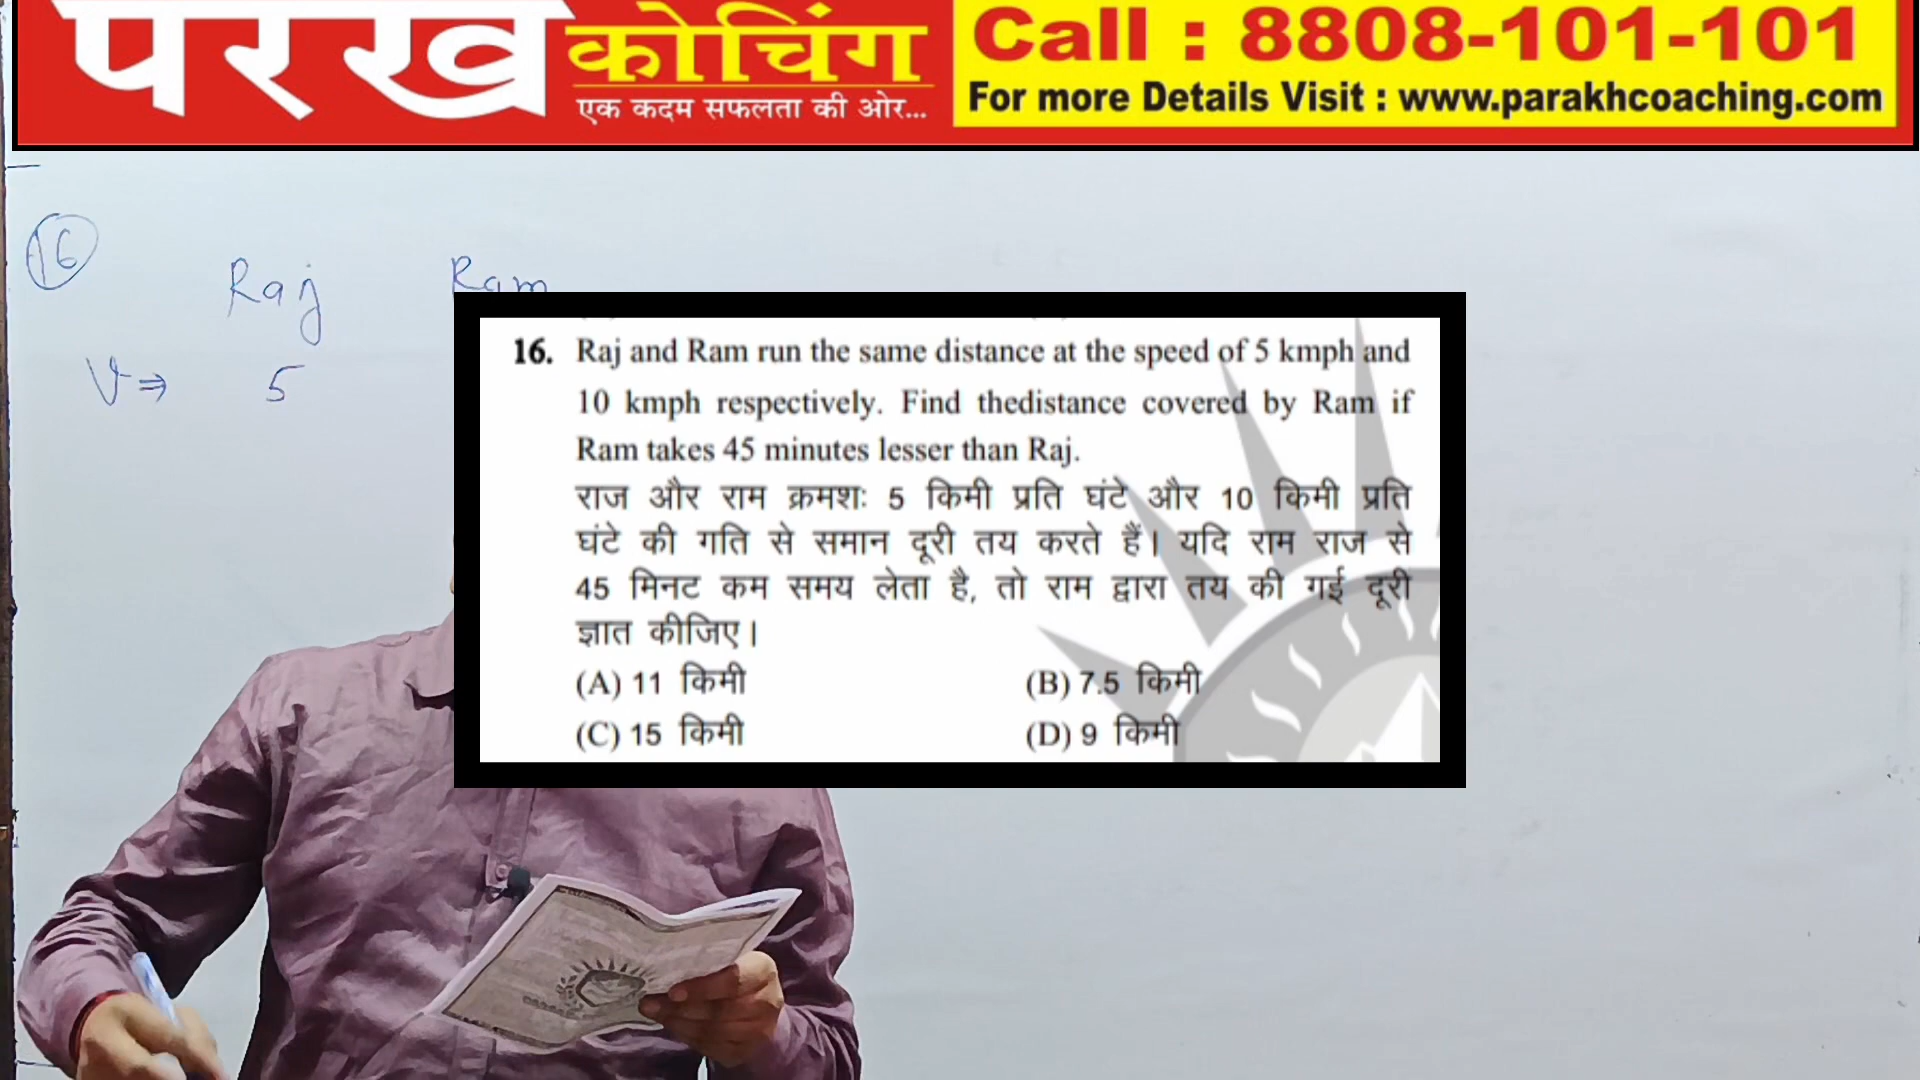 परख कोचिंग
एक कदम सफलता की ओर...
Call : 8808-101-101
For more Details Visit : www.parakhcoaching.com
16
Raj Ram
V⇒ 5
16. Raj and Ram run the same distance at the speed of 5 kmph and
10 kmph respectively. Find thedistance covered by Ram if
Ram takes 45 minutes lesser than Raj.
राज और राम क्रमशः 5 किमी प्रति घंटे और 10 किमी प्रति
घंटे की गति से समान दूरी तय करते हैं। यदि राम राज से
45 मिनट कम समय लेता है, तो राम द्वारा तय की गई दूरी
ज्ञात कीजिए।
(A) 11 किमी (B) 7.5 किमी
(C) 15 किमी (D) 9 किमी